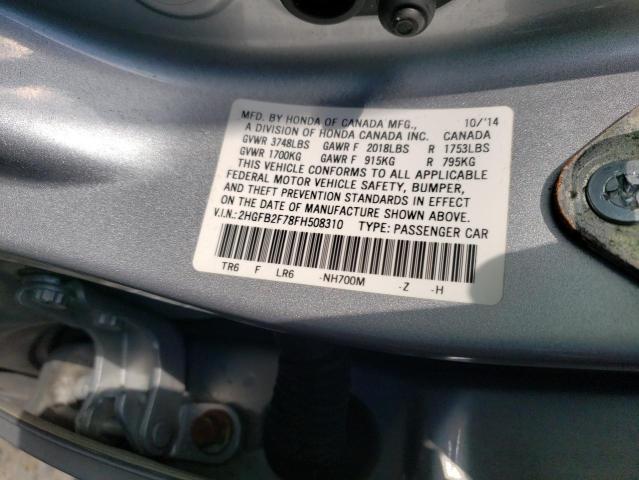 MFD. BY HONDA OF CANADA MFG., 10/'14
A DIVISION OF HONDA CANADA INC. CANADA
GVWR 3748LBS GAWR F 2018LBS R 1753LBS
GVWR 1700KG GAWR F 915KG R 795KG
THIS VEHICLE CONFORMS TO ALL APPLICABLE
FEDERAL MOTOR VEHICLE SAFETY, BUMPER,
AND THEFT PREVENTION STANDARDS IN EFFECT
ON THE DATE OF MANUFACTURE SHOWN ABOVE.
V.I.N.: 2HGFB2F78FH508310 TYPE: PASSENGER CAR
TR6 F LR6 -NH700M -Z -H